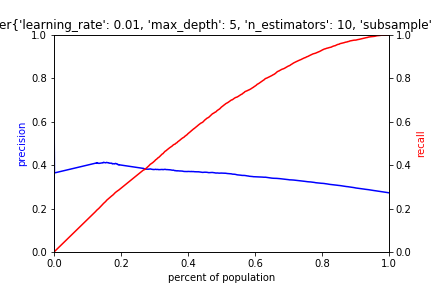 er{'learning_rate': 0.01, 'max_depth': 5, 'n_estimators': 10, 'subsample'
1.0
0.8
0.6
0.4
0.2
0.0
precision
1.0
0.8
0.6
0.4
0.2
0.0
recall
0.0 0.2 0.4 0.6 0.8 1.0
percent of population